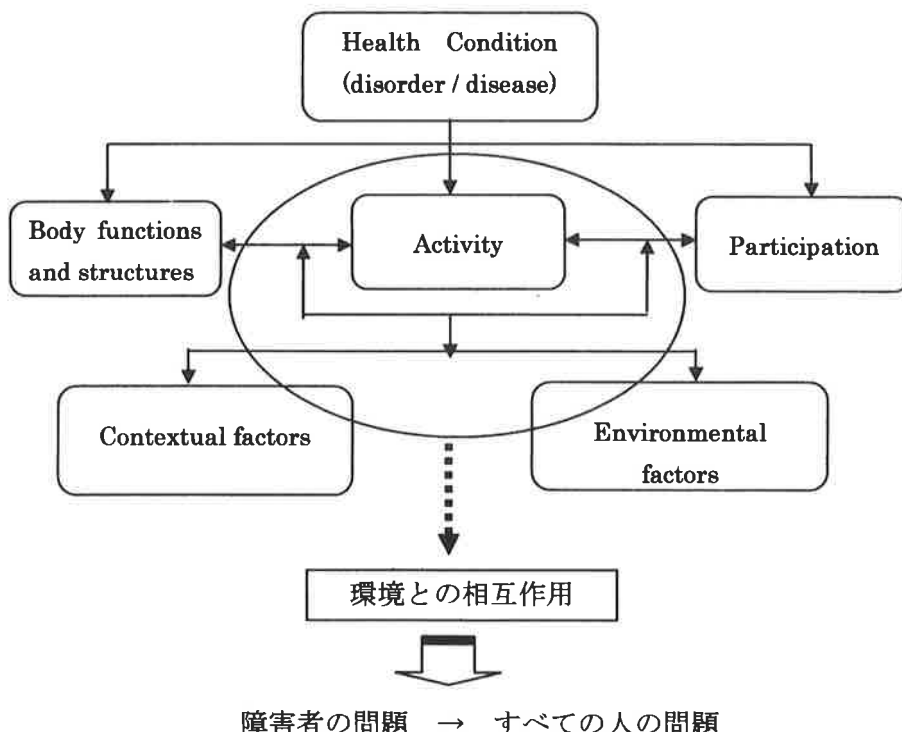 Health Condition
(disorder / disease)
Body functions
and structures
Activity
Participation
Contextual factors
Environmental
factors
環境との相互作用
障害者の問題 → すべての人の問題